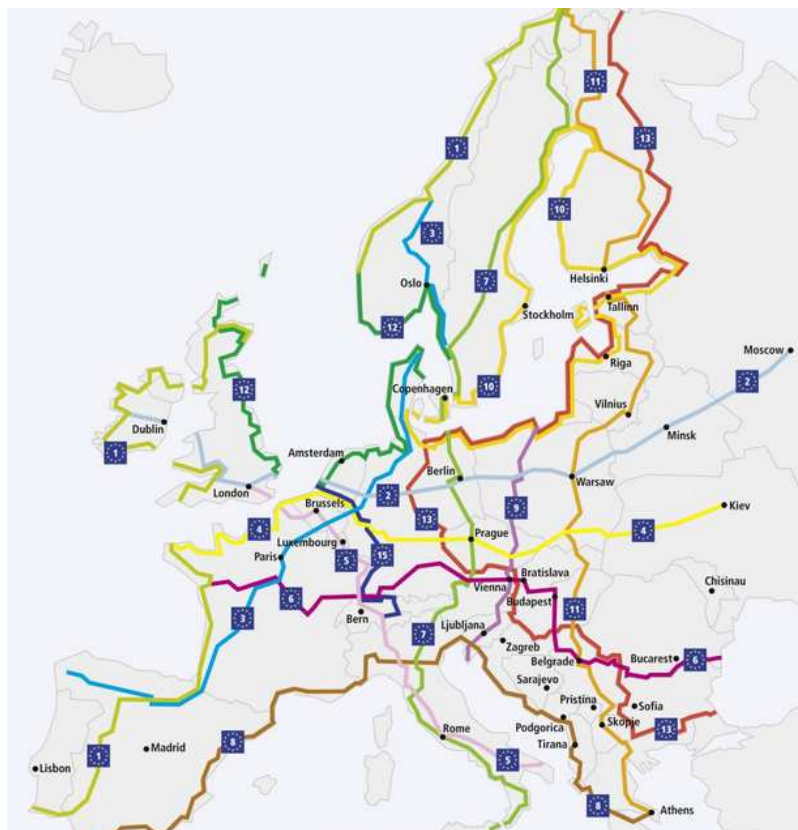 11
1
13
3
10
7
Oslo
Helsinki
12
Stockholm
Tallinn
Riga
Moscow
2
12
Copenhagen
10
Vilnius
Minsk
Dublin
1
Amsterdam
Berlin
Warsaw
London
2
9
Brussels
Kiev
4
13
4
Prague
Luxembourg
Paris
5
15
Bratislava
Vienna
Chisinau
6
Budapest
3
Bern
11
7
Ljubljana
Zagreb
Belgrade
Bucarest
6
Sarajevo
Pristina
Sofia
Rome
Podgorica
Skopje
13
1
Madrid
8
Tirana
5
Lisbon
8
Athens